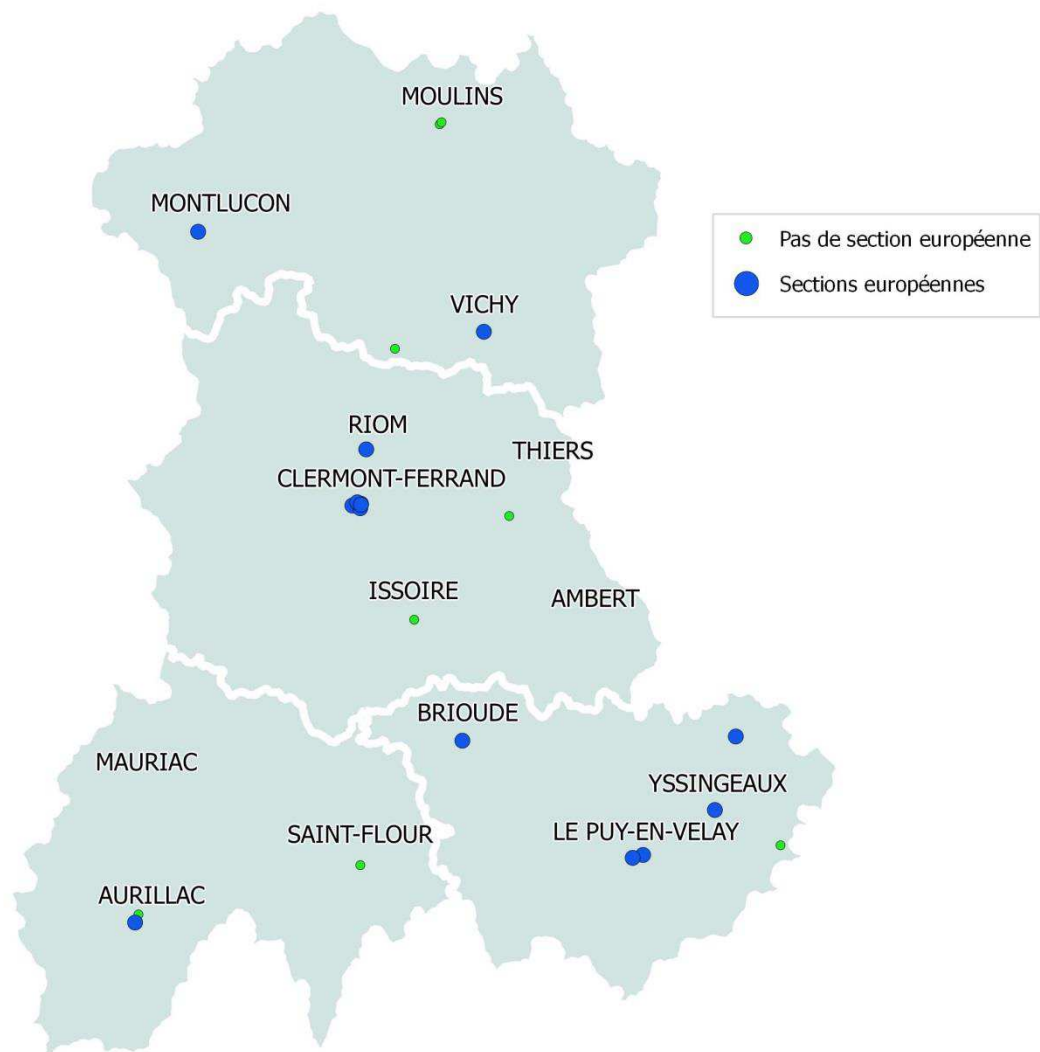 MOULINS
MONTLUCON
Pas de section européenne
Sections européennes
VICHY
RIOM
THIERS
CLERMONT-FERRAND
ISSOIRE
AMBERT
BRIOUDE
MAURIAC
YSSINGEAUX
SAINT-FLOUR
LE PUY-EN-VELAY
AURILLAC